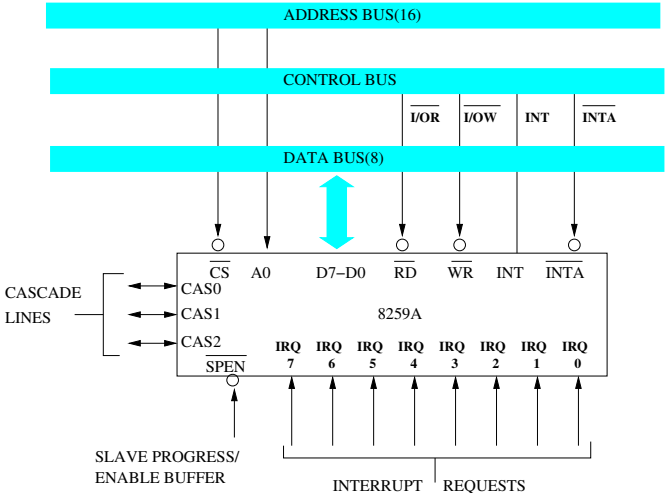 ADDRESS BUS(16)
CONTROL BUS
I/OR I/OW INT INTA
DATA BUS(8)
CS A0 D7–D0 RD WR INT INTA
CASCADE
LINES
CAS0
CAS1
CAS2
8259A
SPEN
IRQ IRQ IRQ IRQ IRQ IRQ IRQ IRQ
7 6 5 4 3 2 1 0
SLAVE PROGRESS/
ENABLE BUFFER
INTERRUPT REQUESTS